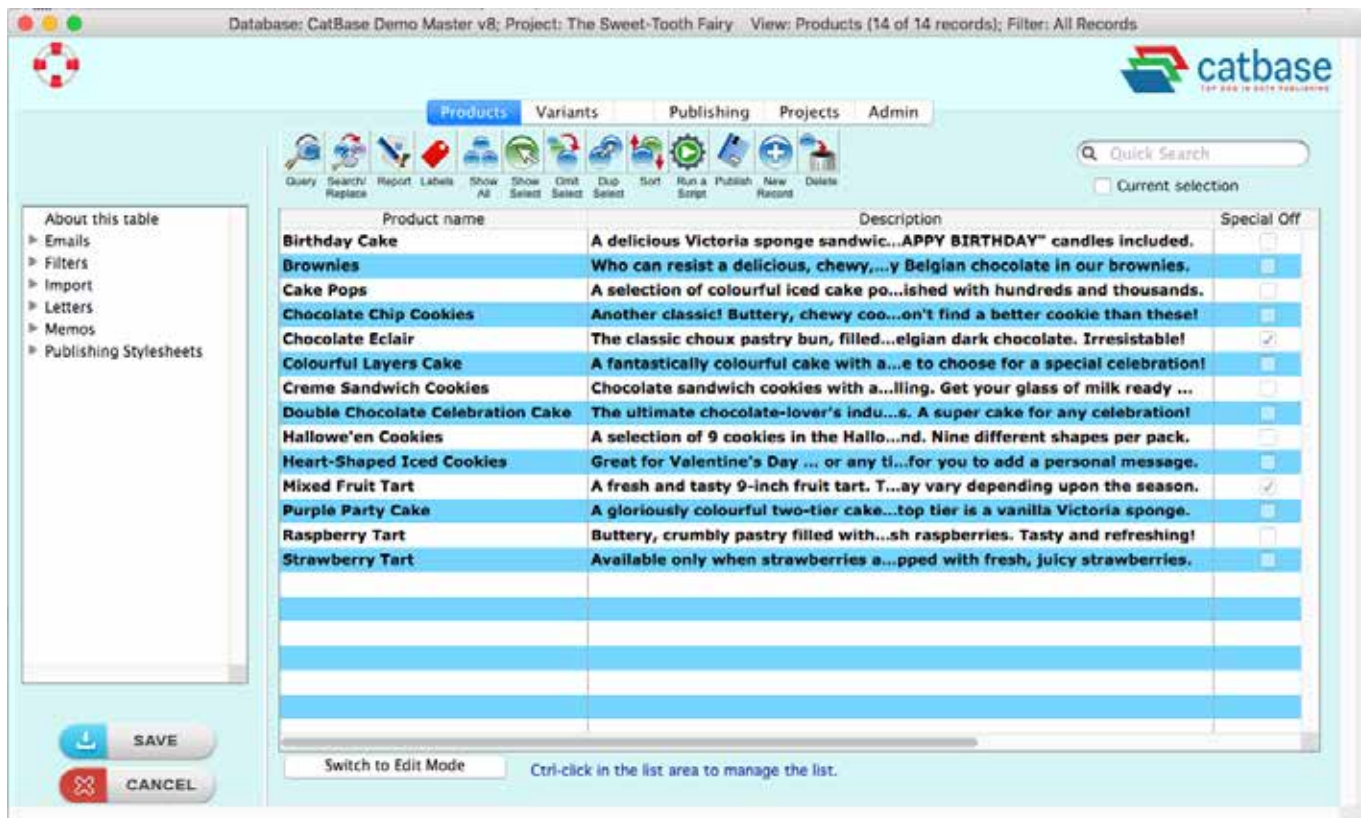 Database: CatBase Demo Master v8; Project: The Sweet-Tooth Fairy View: Products (14 of 14 records); Filter: All Records
catbase
TOP DOG IN DATA PUBLISHING
Products Variants Publishing Projects Admin
Query Search/Replace Report Labels Show All Show Select Omit Select Dup Select Sort Run a Script Publish New Record Delete
Quick Search
Current selection
About this table
Emails
Filters
Import
Letters
Memos
Publishing Stylesheets
Product name Description Special Off
Birthday Cake A delicious Victoria sponge sandwic...APPY BIRTHDAY" candles included.
Brownies Who can resist a delicious, chewy,...y Belgian chocolate in our brownies.
Cake Pops A selection of colourful iced cake po...ished with hundreds and thousands.
Chocolate Chip Cookies Another classic! Buttery, chewy coo...on't find a better cookie than these!
Chocolate Eclair The classic choux pastry bun, filled...elgian dark chocolate. Irresistable!
Colourful Layers Cake A fantastically colourful cake with a...e to choose for a special celebration!
Creme Sandwich Cookies Chocolate sandwich cookies with a...lling. Get your glass of milk ready ...
Double Chocolate Celebration Cake The ultimate chocolate-lover's indu...s. A super cake for any celebration!
Hallowe'en Cookies A selection of 9 cookies in the Hallo...nd. Nine different shapes per pack.
Heart-Shaped Iced Cookies Great for Valentine's Day ... or any ti...for you to add a personal message.
Mixed Fruit Tart A fresh and tasty 9-inch fruit tart. T...ay vary depending upon the season.
Purple Party Cake A gloriously colourful two-tier cake...top tier is a vanilla Victoria sponge.
Raspberry Tart Buttery, crumbly pastry filled with...sh raspberries. Tasty and refreshing!
Strawberry Tart Available only when strawberries a...pped with fresh, juicy strawberries.
SAVE
CANCEL
Switch to Edit Mode
Ctrl-click in the list area to manage the list.